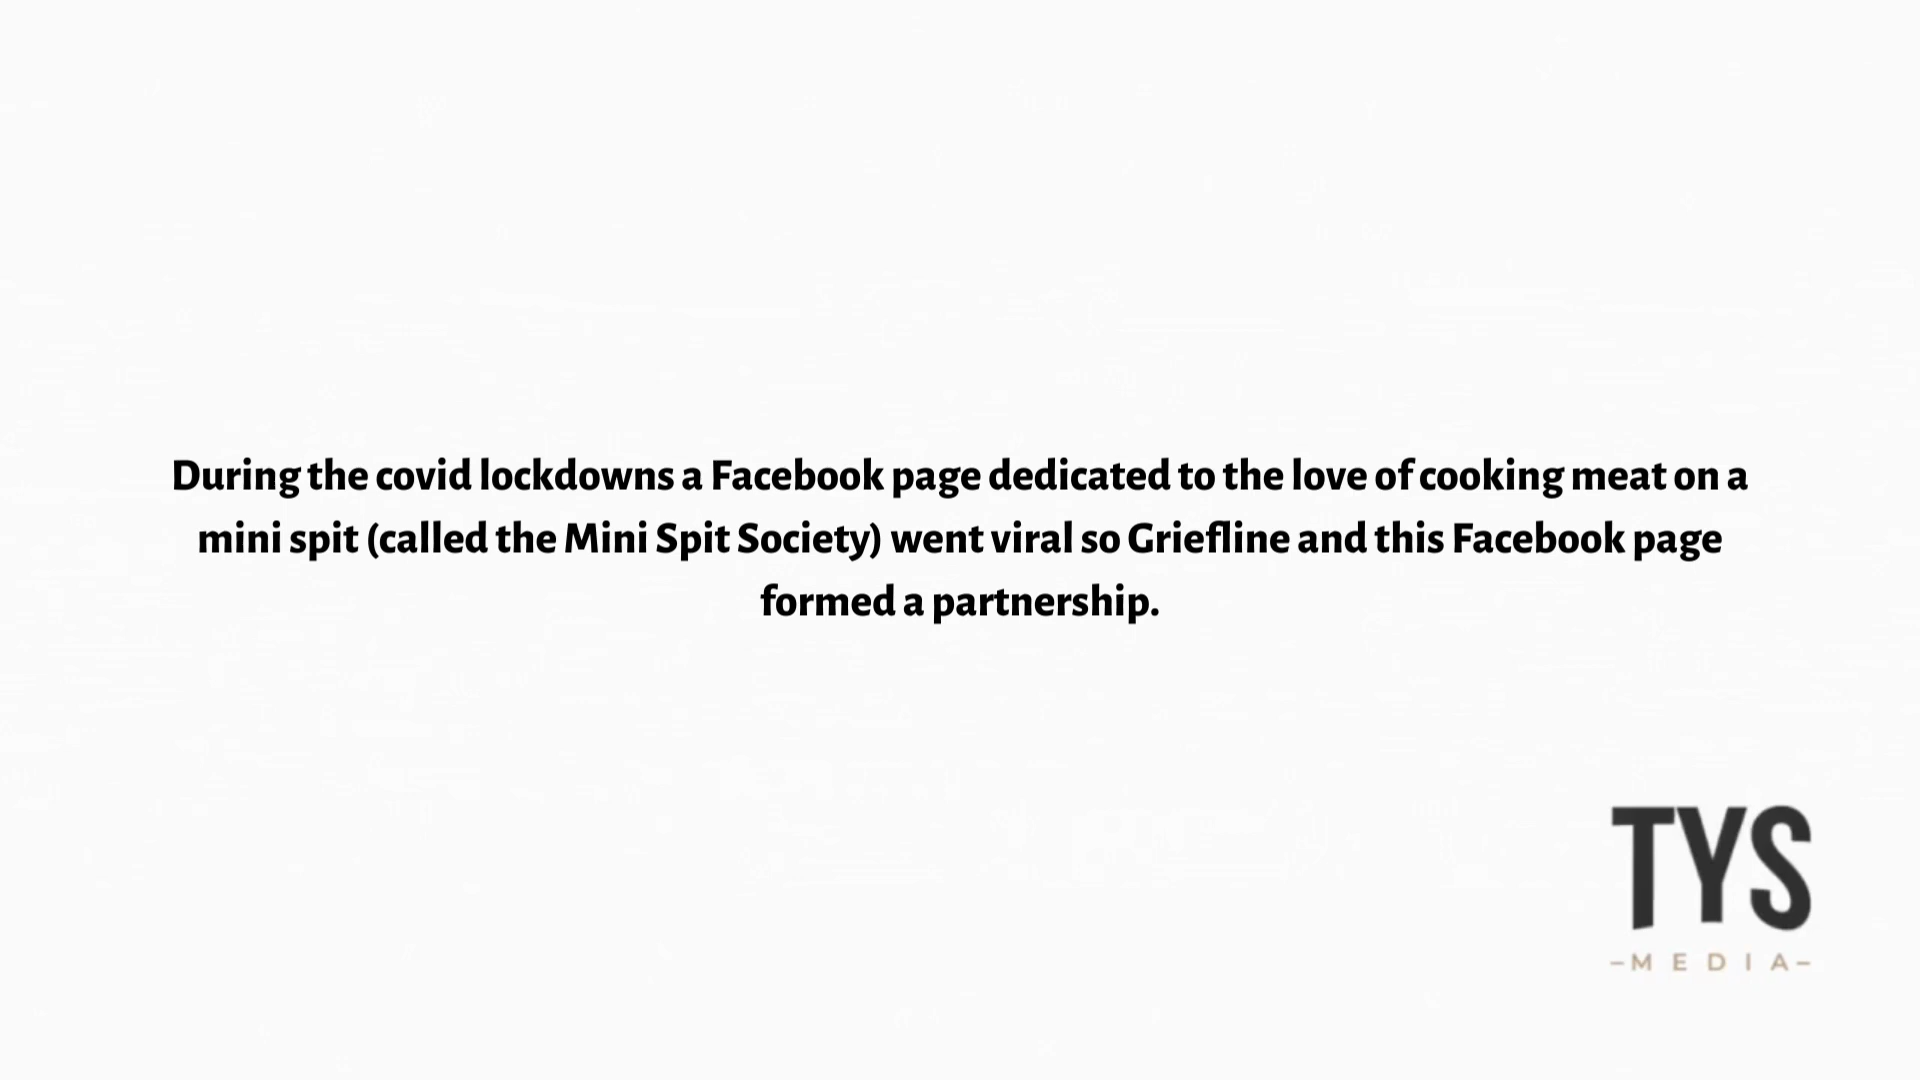 During the covid lockdowns a Facebook page dedicated to the love of cooking meat on a
mini spit (called the Mini Spit Society) went viral so Griefline and this Facebook page
formed a partnership.
TYS
-MEDIA-